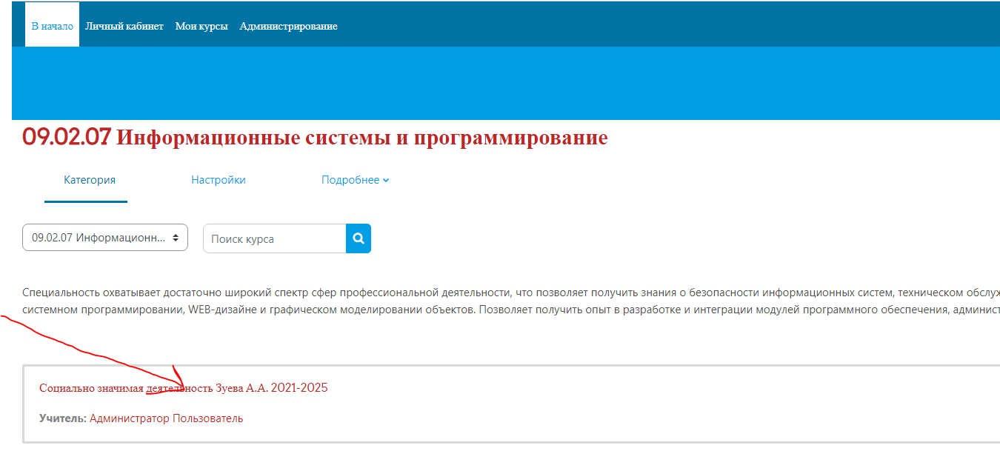 В начало Личный кабинет Мои курсы Администрирование
09.02.07 Информационные системы и программирование
Категория Настройки Подробнее
09.02.07 Информационн... Поиск курса
Специальность охватывает достаточно широкий спектр сфер профессиональной деятельности, что позволяет получить знания о безопасности информационных систем, техническом обслуж
системном программировании, WEB-дизайне и графическом моделировании объектов. Позволяет получить опыт в разработке и интеграции модулей программного обеспечения, админист
Социально значимая деятельность Зуева А.А. 2021-2025
Учитель: Администратор Пользователь